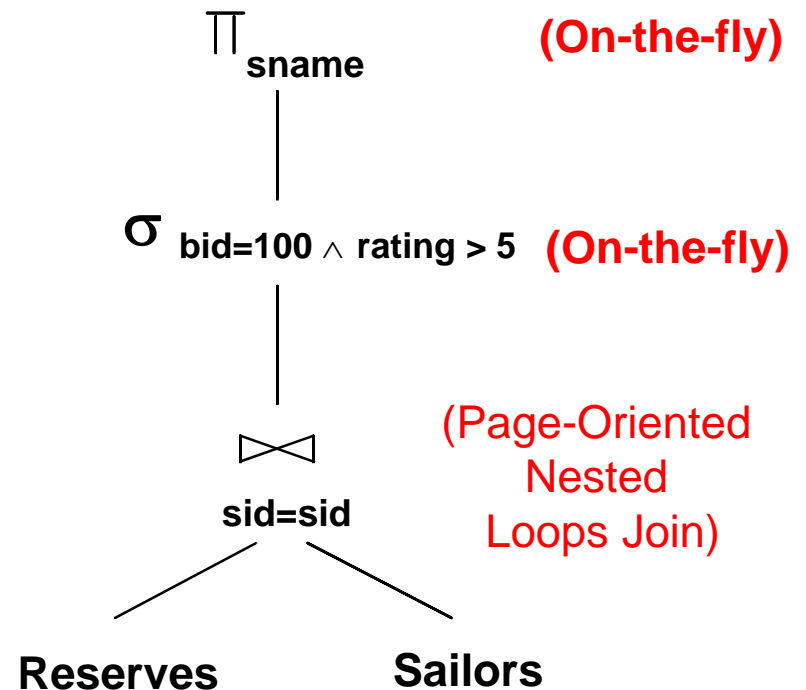 π sname (On-the-fly)
σ bid=100 ∧ rating > 5 (On-the-fly)
⋈
sid=sid
(Page-Oriented
Nested
Loops Join)
Reserves Sailors